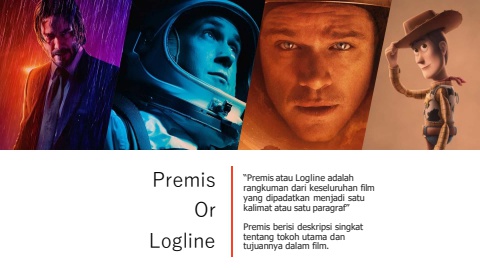 Premis
Or
Logline
“Premis atau Logline adalah
rangkuman dari keseluruhan film
yang dipadatkan menjadi satu
kalimat atau satu paragraf”
Premis berisi deskripsi singkat
tentang tokoh utama dan
tujuannya dalam film.